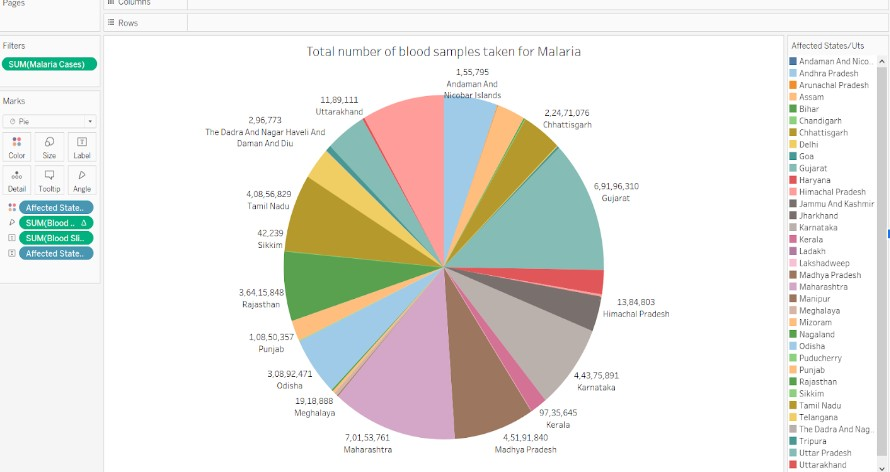 Pages
Columns
Rows
Filters
SUM(Malaria Cases)
Marks
Pie
Color
Size
Label
Detail
Tooltip
Angle
Affected State..
SUM(Blood ..
SUM(Blood Sli..
Affected State..
Total number of blood samples taken for Malaria
1,55,795
Andaman And
Nicobar Islands
2,24,71,076
Chhattisgarh
6,91,96,310
Gujarat
13,84,803
Himachal Pradesh
4,43,75,891
Karnataka
97,35,645
Kerala
4,51,91,840
Madhya Pradesh
7,01,53,761
Maharashtra
19,18,888
Meghalaya
3,08,92,471
Odisha
1,08,50,357
Punjab
3,64,15,848
Rajasthan
42,239
Sikkim
4,08,56,829
Tamil Nadu
2,96,773
The Dadra And Nagar Haveli And
Daman And Diu
11,89,111
Uttarakhand
Affected States/Uts
Andaman And Nico..
Andhra Pradesh
Arunachal Pradesh
Assam
Bihar
Chandigarh
Chhattisgarh
Delhi
Goa
Gujarat
Haryana
Himachal Pradesh
Jammu And Kashmir
Jharkhand
Karnataka
Kerala
Ladakh
Lakshadweep
Madhya Pradesh
Maharashtra
Manipur
Meghalaya
Mizoram
Nagaland
Odisha
Puducherry
Punjab
Rajasthan
Sikkim
Tamil Nadu
Telangana
The Dadra And Nag..
Tripura
Uttar Pradesh
Uttarakhand